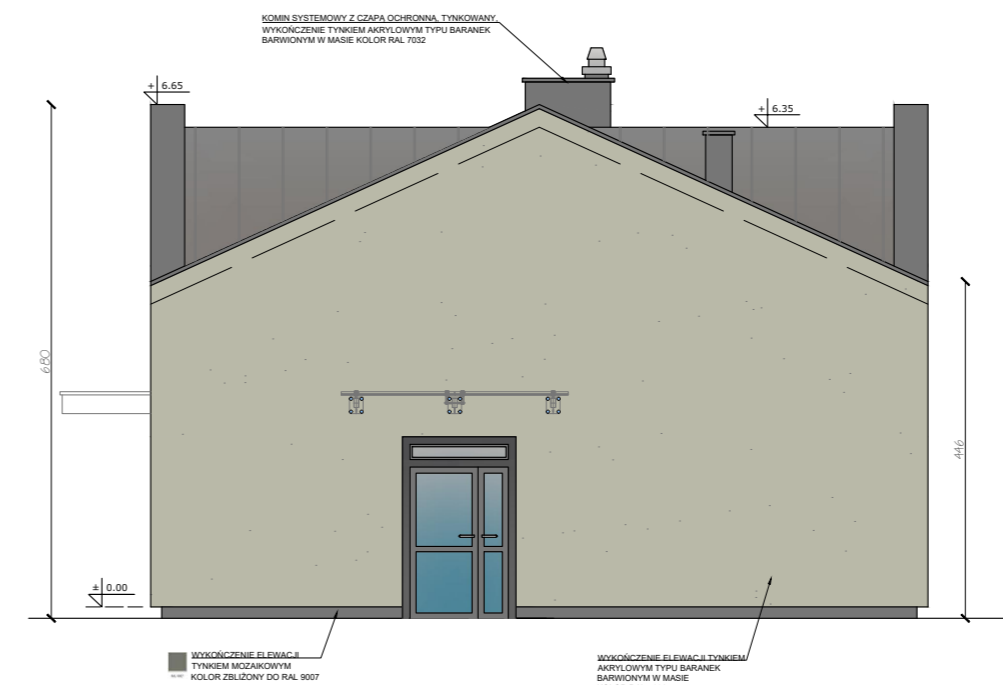 KOMIN SYSTEMOWY Z CZAPA OCHRONNA, TYNKOWANY.
WYKOŃCZENIE TYNKIEM AKRYLOWYM TYPU BARANEK
BARWIONYM W MASIE KOLOR RAL 7032
+ 6.65
+ 6.35
680
446
± 0.00
WYKOŃCZENIE ELEWACJI
TYNKIEM MOZAIKOWYM
KOLOR ZBLIŻONY DO RAL 9007
WYKOŃCZENIE ELEWACJI TYNKIEM
AKRYLOWYM TYPU BARANEK
BARWIONYM W MASIE